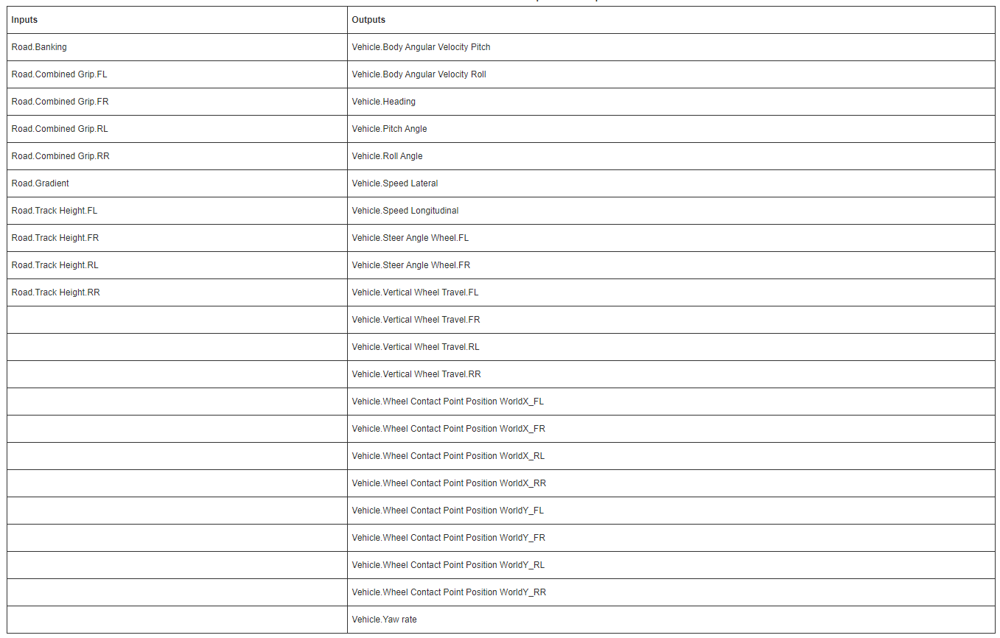 Inputs Outputs
Road.Banking Vehicle.Body Angular Velocity Pitch
Road.Combined Grip.FL Vehicle.Body Angular Velocity Roll
Road.Combined Grip.FR Vehicle.Heading
Road.Combined Grip.RL Vehicle.Pitch Angle
Road.Combined Grip.RR Vehicle.Roll Angle
Road.Gradient Vehicle.Speed Lateral
Road.Track Height.FL Vehicle.Speed Longitudinal
Road.Track Height.FR Vehicle.Steer Angle Wheel.FL
Road.Track Height.RL Vehicle.Steer Angle Wheel.FR
Road.Track Height.RR Vehicle.Vertical Wheel Travel.FL
Vehicle.Vertical Wheel Travel.FR
Vehicle.Vertical Wheel Travel.RL
Vehicle.Vertical Wheel Travel.RR
Vehicle.Wheel Contact Point Position WorldX_FL
Vehicle.Wheel Contact Point Position WorldX_FR
Vehicle.Wheel Contact Point Position WorldX_RL
Vehicle.Wheel Contact Point Position WorldX_RR
Vehicle.Wheel Contact Point Position WorldY_FL
Vehicle.Wheel Contact Point Position WorldY_FR
Vehicle.Wheel Contact Point Position WorldY_RL
Vehicle.Wheel Contact Point Position WorldY_RR
Vehicle.Yaw rate